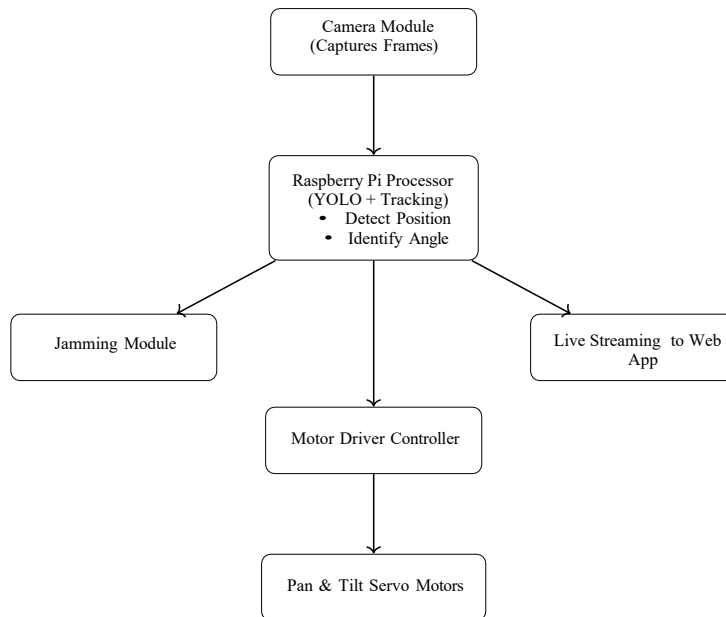 Camera Module
(Captures Frames)
Raspberry Pi Processor
(YOLO + Tracking)
• Detect Position
• Identify Angle
Jamming Module
Live Streaming to Web
App
Motor Driver Controller
Pan & Tilt Servo Motors